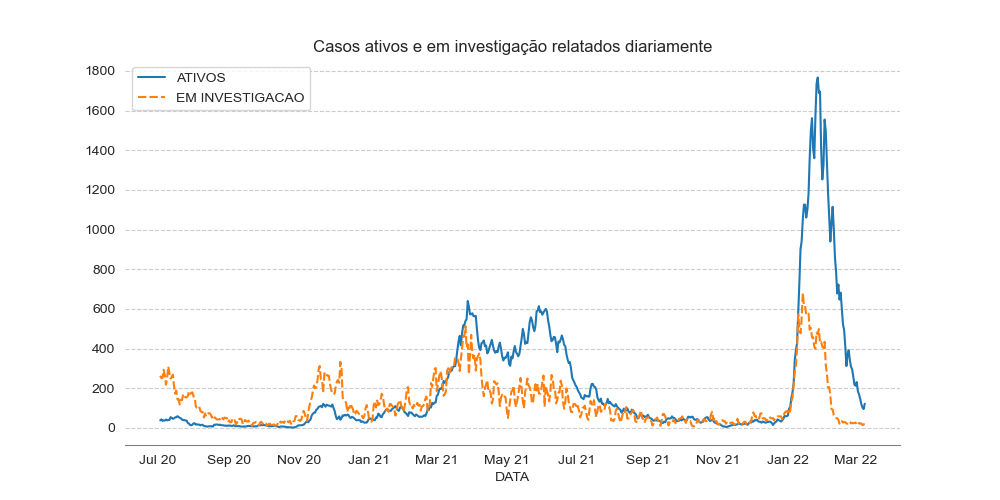 Casos ativos e em investigação relatados diariamente
ATIVOS
EM INVESTIGACAO
1800
1600
1400
1200
1000
800
600
400
200
0
Jul 20 Sep 20 Nov 20 Jan 21 Mar 21 May 21 Jul 21 Sep 21 Nov 21 Jan 22 Mar 22
DATA